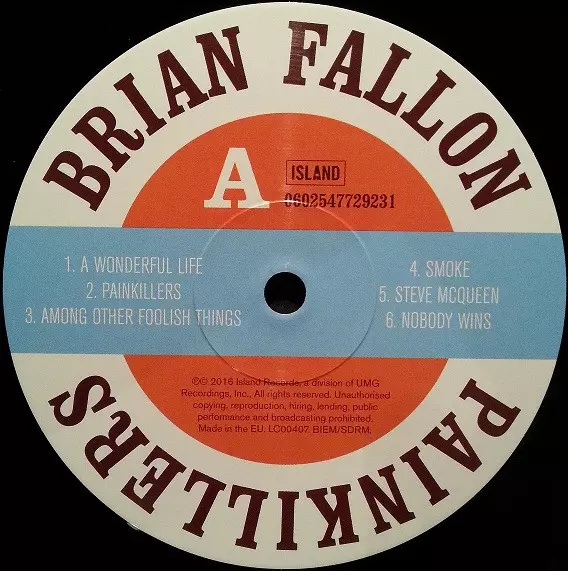 BRIAN FALLON
A
ISLAND
0602547729231
1. A WONDERFUL LIFE
2. PAINKILLERS
3. AMONG OTHER FOOLISH THINGS
4. SMOKE
5. STEVE MCQUEEN
6. NOBODY WINS
℗© 2016 Island Records, a division of UMG
Recordings, Inc., All rights reserved. Unauthorised
copying, reproduction, hiring, lending, public
performance and broadcasting prohibited.
Made in the EU. LC00407 BIEM/SDRM.
PAINKILLERS